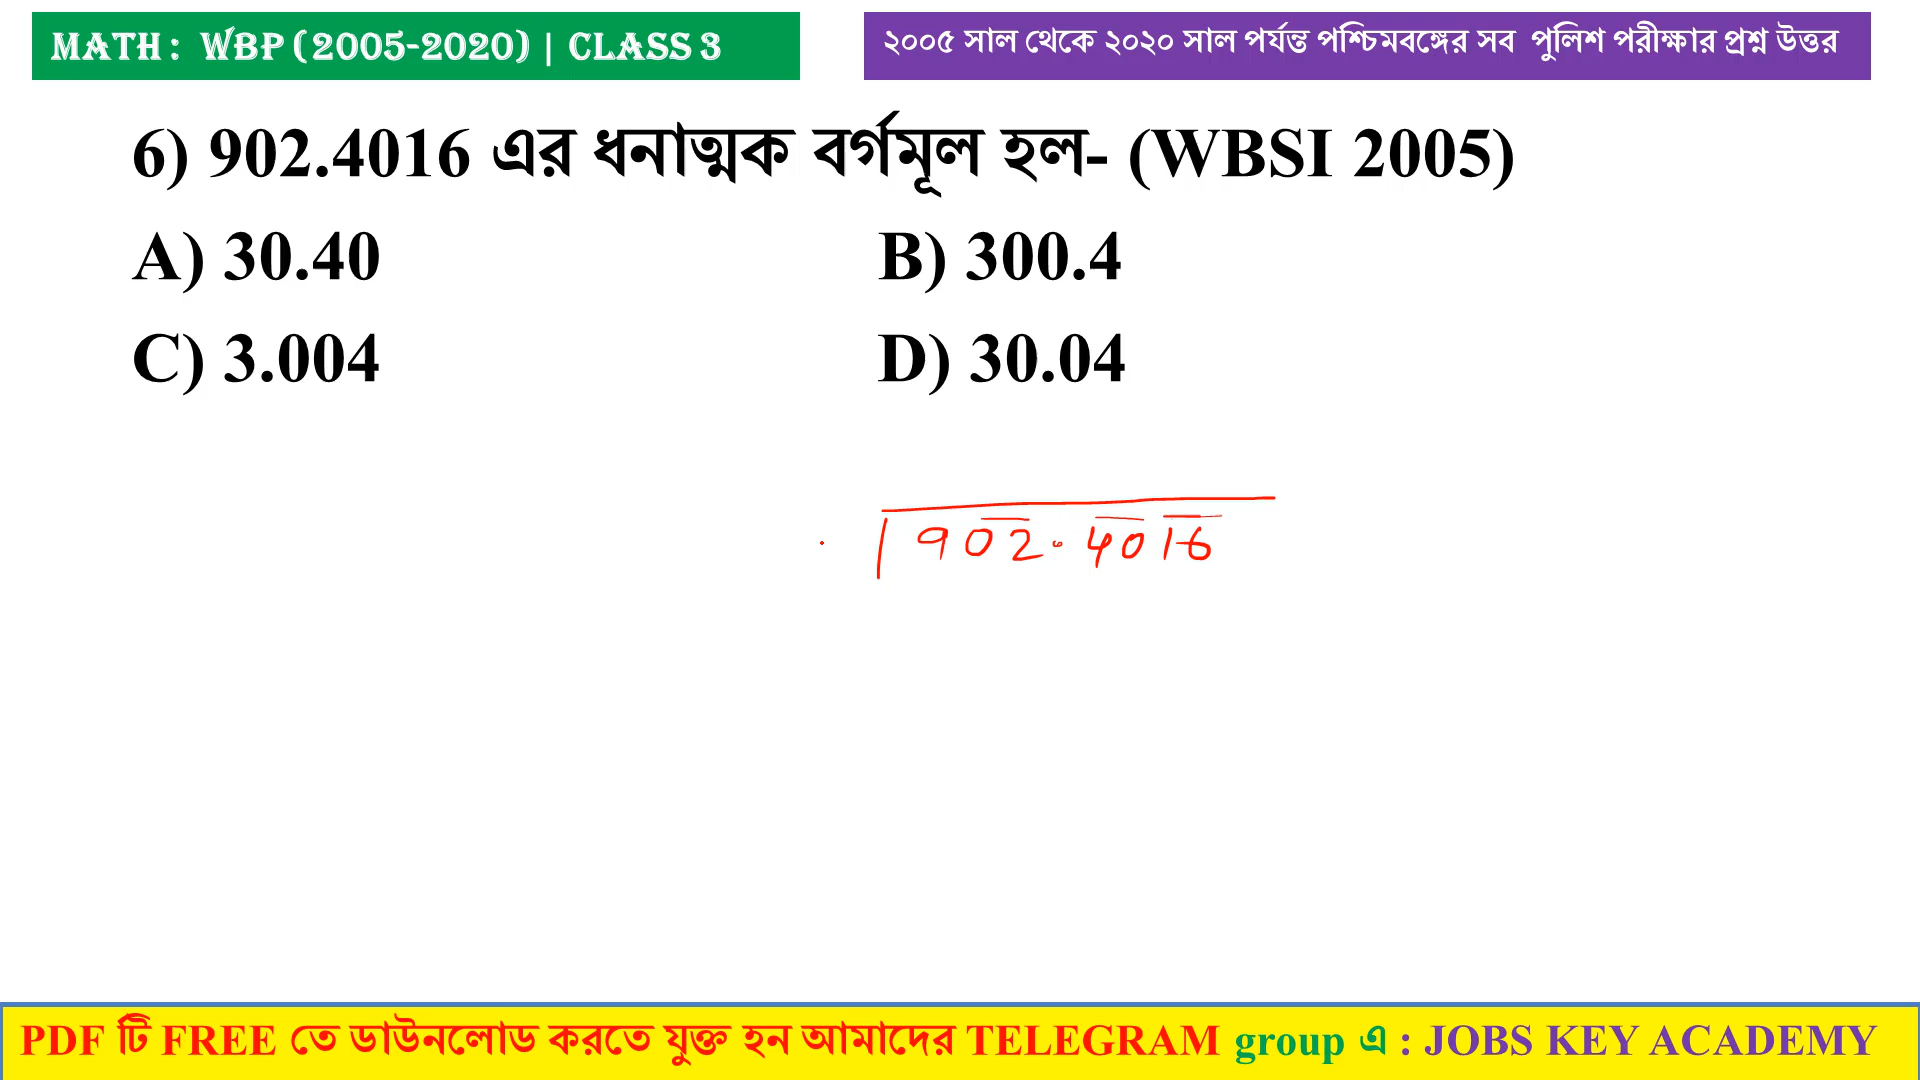 MATH : WBP (2005-2020) | CLASS 3
২০০৫ সাল থেকে ২০২০ সাল পর্যন্ত পশ্চিমবঙ্গের সব পুলিশ পরীক্ষার প্রশ্ন উত্তর
6) 902.4016 এর ধনাত্মক বর্গমূল হল- (WBSI 2005)
A) 30.40 B) 300.4
C) 3.004 D) 30.04
902.4016
PDF টি FREE তে ডাউনলোড করতে যুক্ত হন আমাদের TELEGRAM group এ : JOBS KEY ACADEMY